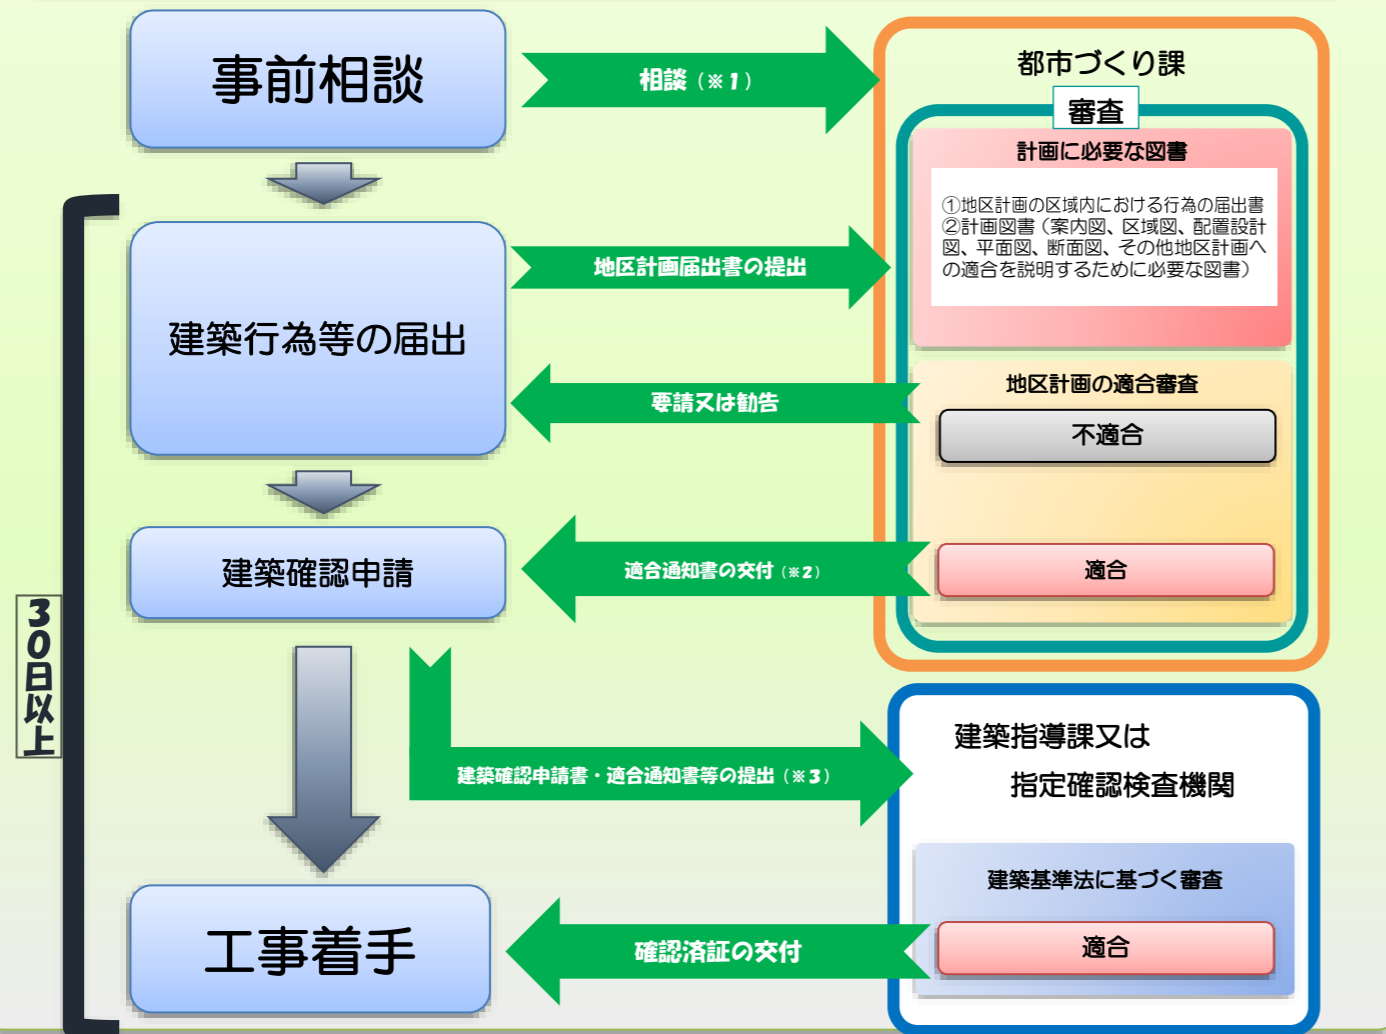 事前相談
相談（※1）
都市づくり課
審査
計画に必要な図書
①地区計画の区域内における行為の届出書
②計画図書（案内図、区域図、配置設計
図、平面図、断面図、その他地区計画へ
の適合を説明するために必要な図書）
建築行為等の届出
地区計画届出書の提出
要請又は勧告
地区計画の適合審査
不適合
建築確認申請
適合通知書の交付（※2）
適合
30日以上
建築確認申請書・適合通知書等の提出（※3）
建築指導課又は
指定確認検査機関
建築基準法に基づく審査
工事着手
確認済証の交付
適合